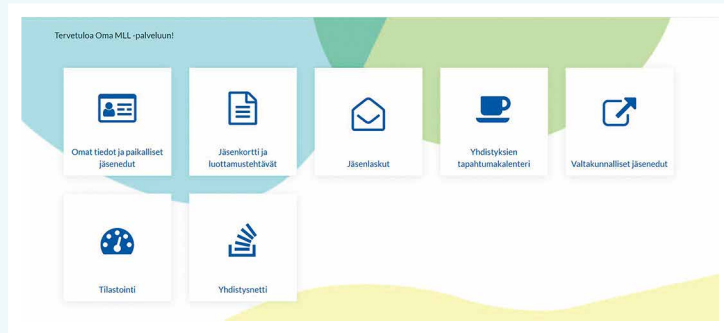 Tervetuloa Oma MLL -palveluun!
Omat tiedot ja paikalliset
jäsenedut
Jäsenkortti ja
luottamustehtävät
Jäsenlaskut
Yhdistyksien
tapahtumakalenteri
Valtakunnalliset jäsenedut
Tilastointi
Yhdistysnetti